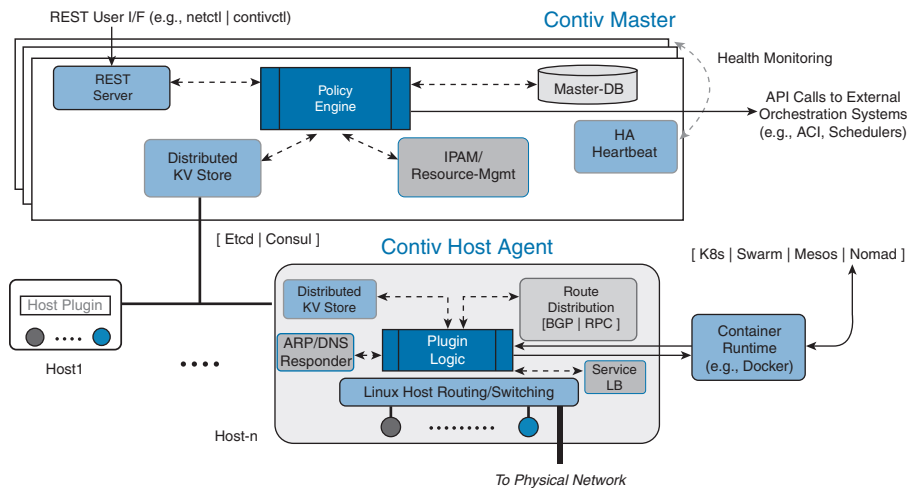 REST User I/F (e.g., netctl | contivctl)
Contiv Master
Health Monitoring
REST
Server
Policy
Engine
Master-DB
API Calls to External
Orchestration Systems
(e.g., ACI, Schedulers)
HA
Heartbeat
Distributed
KV Store
IPAM/
Resource-Mgmt
[ Etcd | Consul ]
Contiv Host Agent
[ K8s | Swarm | Mesos | Nomad ]
Host Plugin
Host1
Distributed
KV Store
Route
Distribution
[BGP | RPC ]
ARP/DNS
Responder
Plugin
Logic
Container
Runtime
(e.g., Docker)
Service
LB
Linux Host Routing/Switching
Host-n
To Physical Network